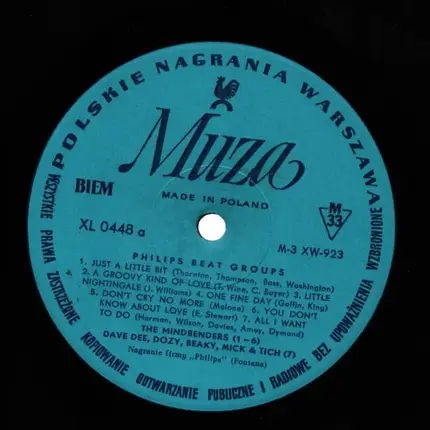 POLSKIE NAGRANIA WARSZAWA
Muza
MADE IN POLAND
BIEM
M
33
XL 0448 a
M-3 XW-923
PHILIPS BEAT GROUPS
1. JUST A LITTLE BIT (Thornton, Thompson, Bass, Washington)
2. A GROOVY KIND OF LOVE (T. Wine, C. Bayer) 3. LITTLE
NIGHTINGALE (J. Williams) 4. ONE FINE DAY (Goffin, King)
5. DON'T CRY NO MORE (Malone) 6. YOU DON'T
KNOW ABOUT LOVE (E. Stewart) 7. ALL I WANT
TO DO (Harman, Wilson, Davies, Amey, Dymond)
THE MINDBENDERS (1-6)
DAVE DEE, DOZY, BEAKY, MICK & TICH (7)
Nagranie firmy „Philips" (Fontana)
WSZYSTKIE PRAWA ZASTRZEŻONE KOPIOWANIE ODTWARZANIE PUBLICZNE I RADIOWE BEZ UPOWAŻNIENIA WZBRONIONE